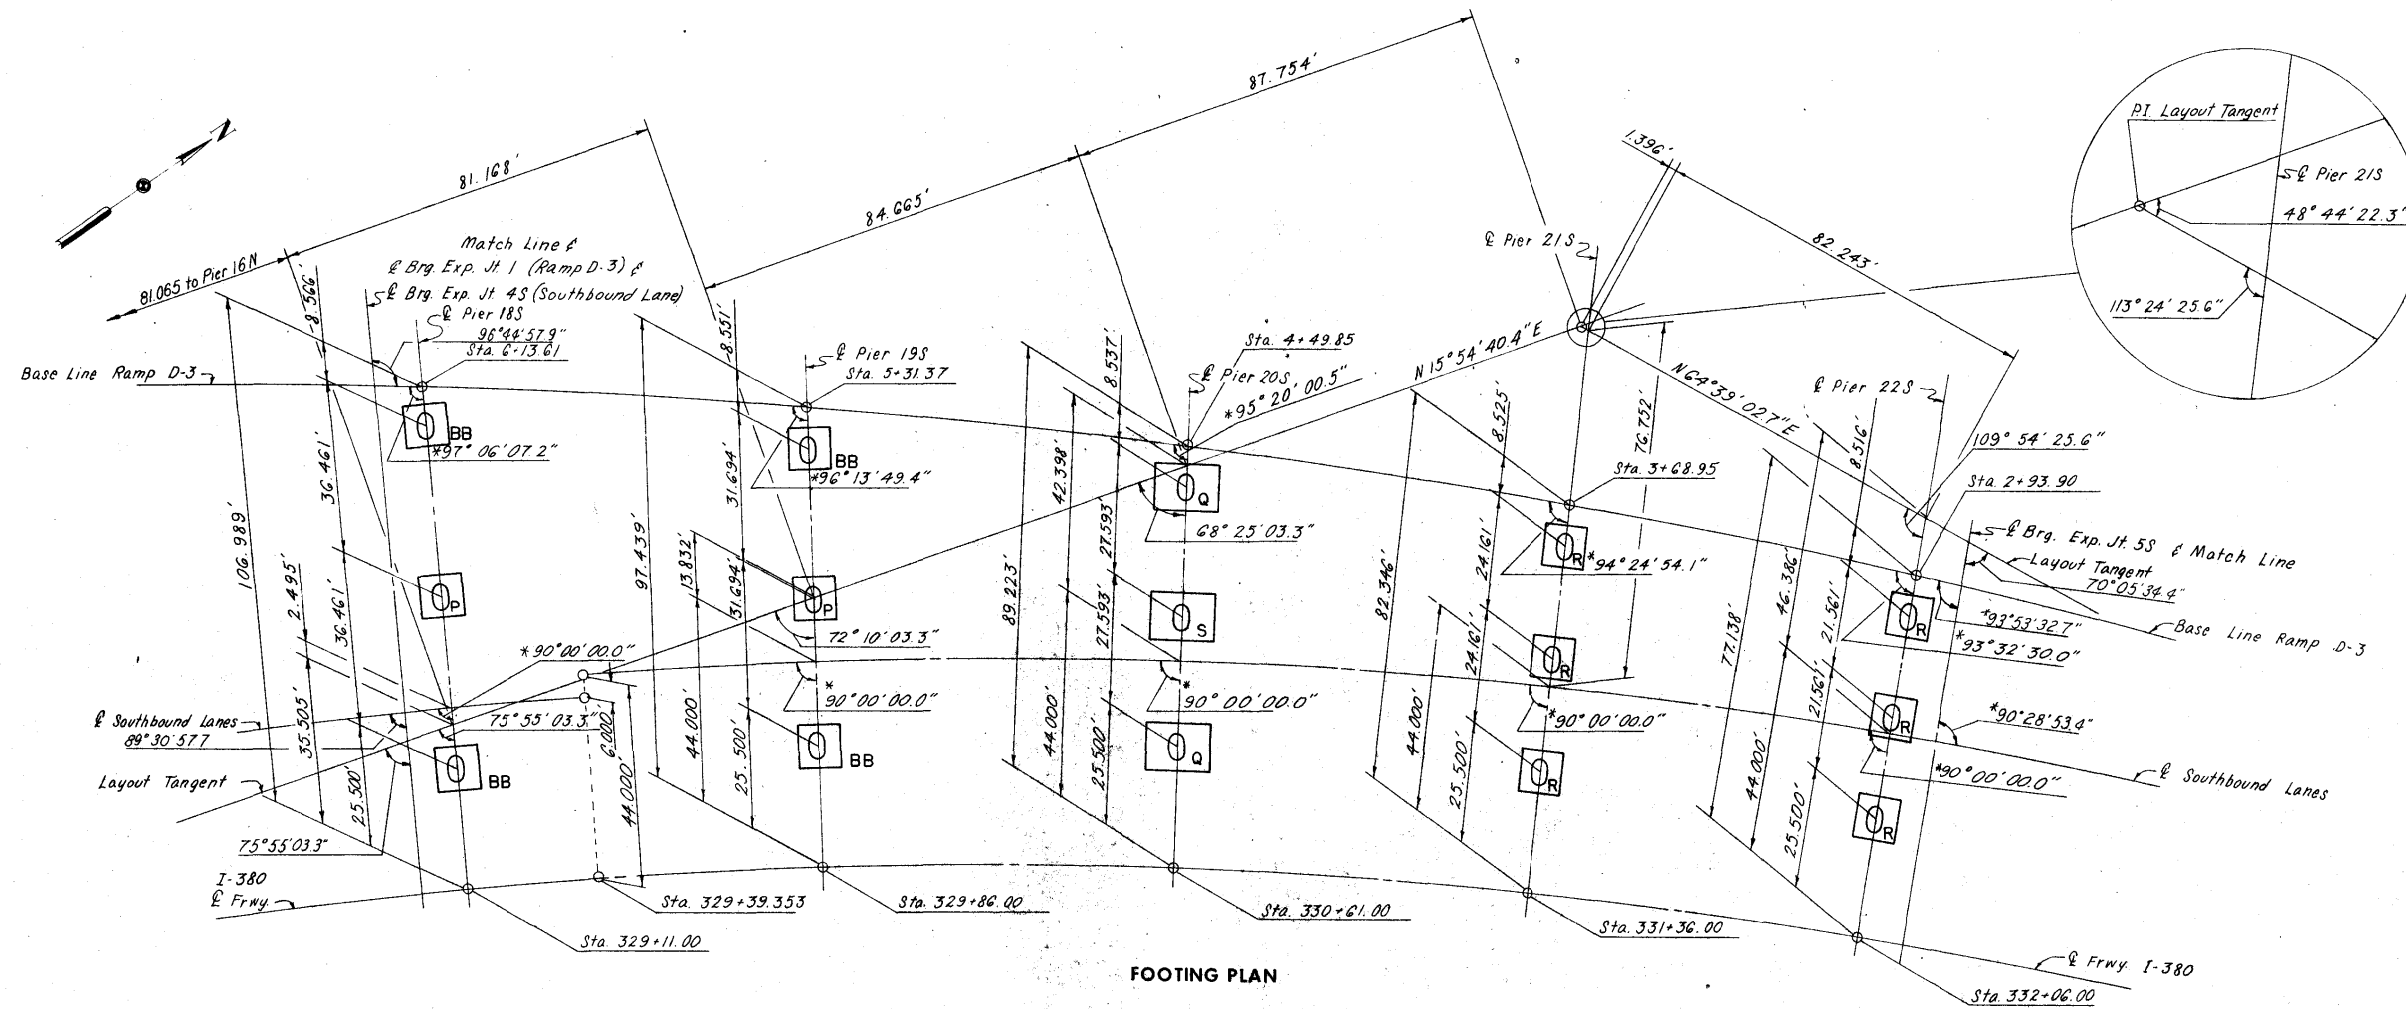 87.754'
P.I. Layout Tangent
N
1.396'
81.168'
₵ Pier 21S
84.665'
48° 44' 22.3"
₵ Pier 21S
82.243'
Match Line &
₵ Brg. Exp. Jt. 1 (Ramp D-3) &
81.065 to Pier 16N
8.566'
₵ Brg. Exp. Jt. 4S (Southbound Lane)
113° 24' 25.6"
₵ Pier 18S
96°44'57.9"
Sta. 6+13.61
8.551'
8.537'
Sta. 4+49.85
N 15° 54' 40.4" E
₵ Pier 19S
Sta. 5+31.37
Base Line Ramp D-3
₵ Pier 20S
*95° 20' 00.5"
N 64° 39' 02.7" E
₵ Pier 22S
8.525'
76.752'
8.516'
109° 54' 25.6"
BB
*97° 06' 07.2"
36.461'
31.694'
BB
*96° 13' 49.4"
42.398'
Q
Sta. 3+68.95
Sta. 2+93.90
106.989'
97.439'
27.593'
68° 25' 03.3"
₵ Brg. Exp. Jt. 5S & Match Line
Layout Tangent
70° 05' 34.4"
24.161'
R
*94° 24' 54.1"
82.346'
46.386'
13.832'
2.495'
P
36.461'
31.694'
P
89.223'
27.593'
S
21.561'
R
*93° 53' 32.7"
*93° 32' 30.0"
Base Line Ramp D-3
72° 10' 03.3"
*90° 00' 00.0"
24.161'
R
77.138'
₵ Southbound Lanes
89° 30' 57.7
35.505'
75° 55' 03.3"
6.000'
*
90° 00' 00.0"
*
90° 00' 00.0"
*90° 00' 00.0"
21.561'
R
*90° 28' 53.4"
44.000'
44.000'
44.000'
44.000'
44.000'
Layout Tangent
BB
BB
Q
R
*90° 00' 00.0"
₵ Southbound Lanes
25.500'
25.500'
25.500'
25.500'
25.500'
R
75° 55' 03.3"
I-380
₵ Frwy.
Sta. 329+39.353
Sta. 329+86.00
Sta. 330+61.00
Sta. 331+36.00
Sta. 329+11.00
₵ Frwy. I-380
Sta. 332+06.00
FOOTING PLAN